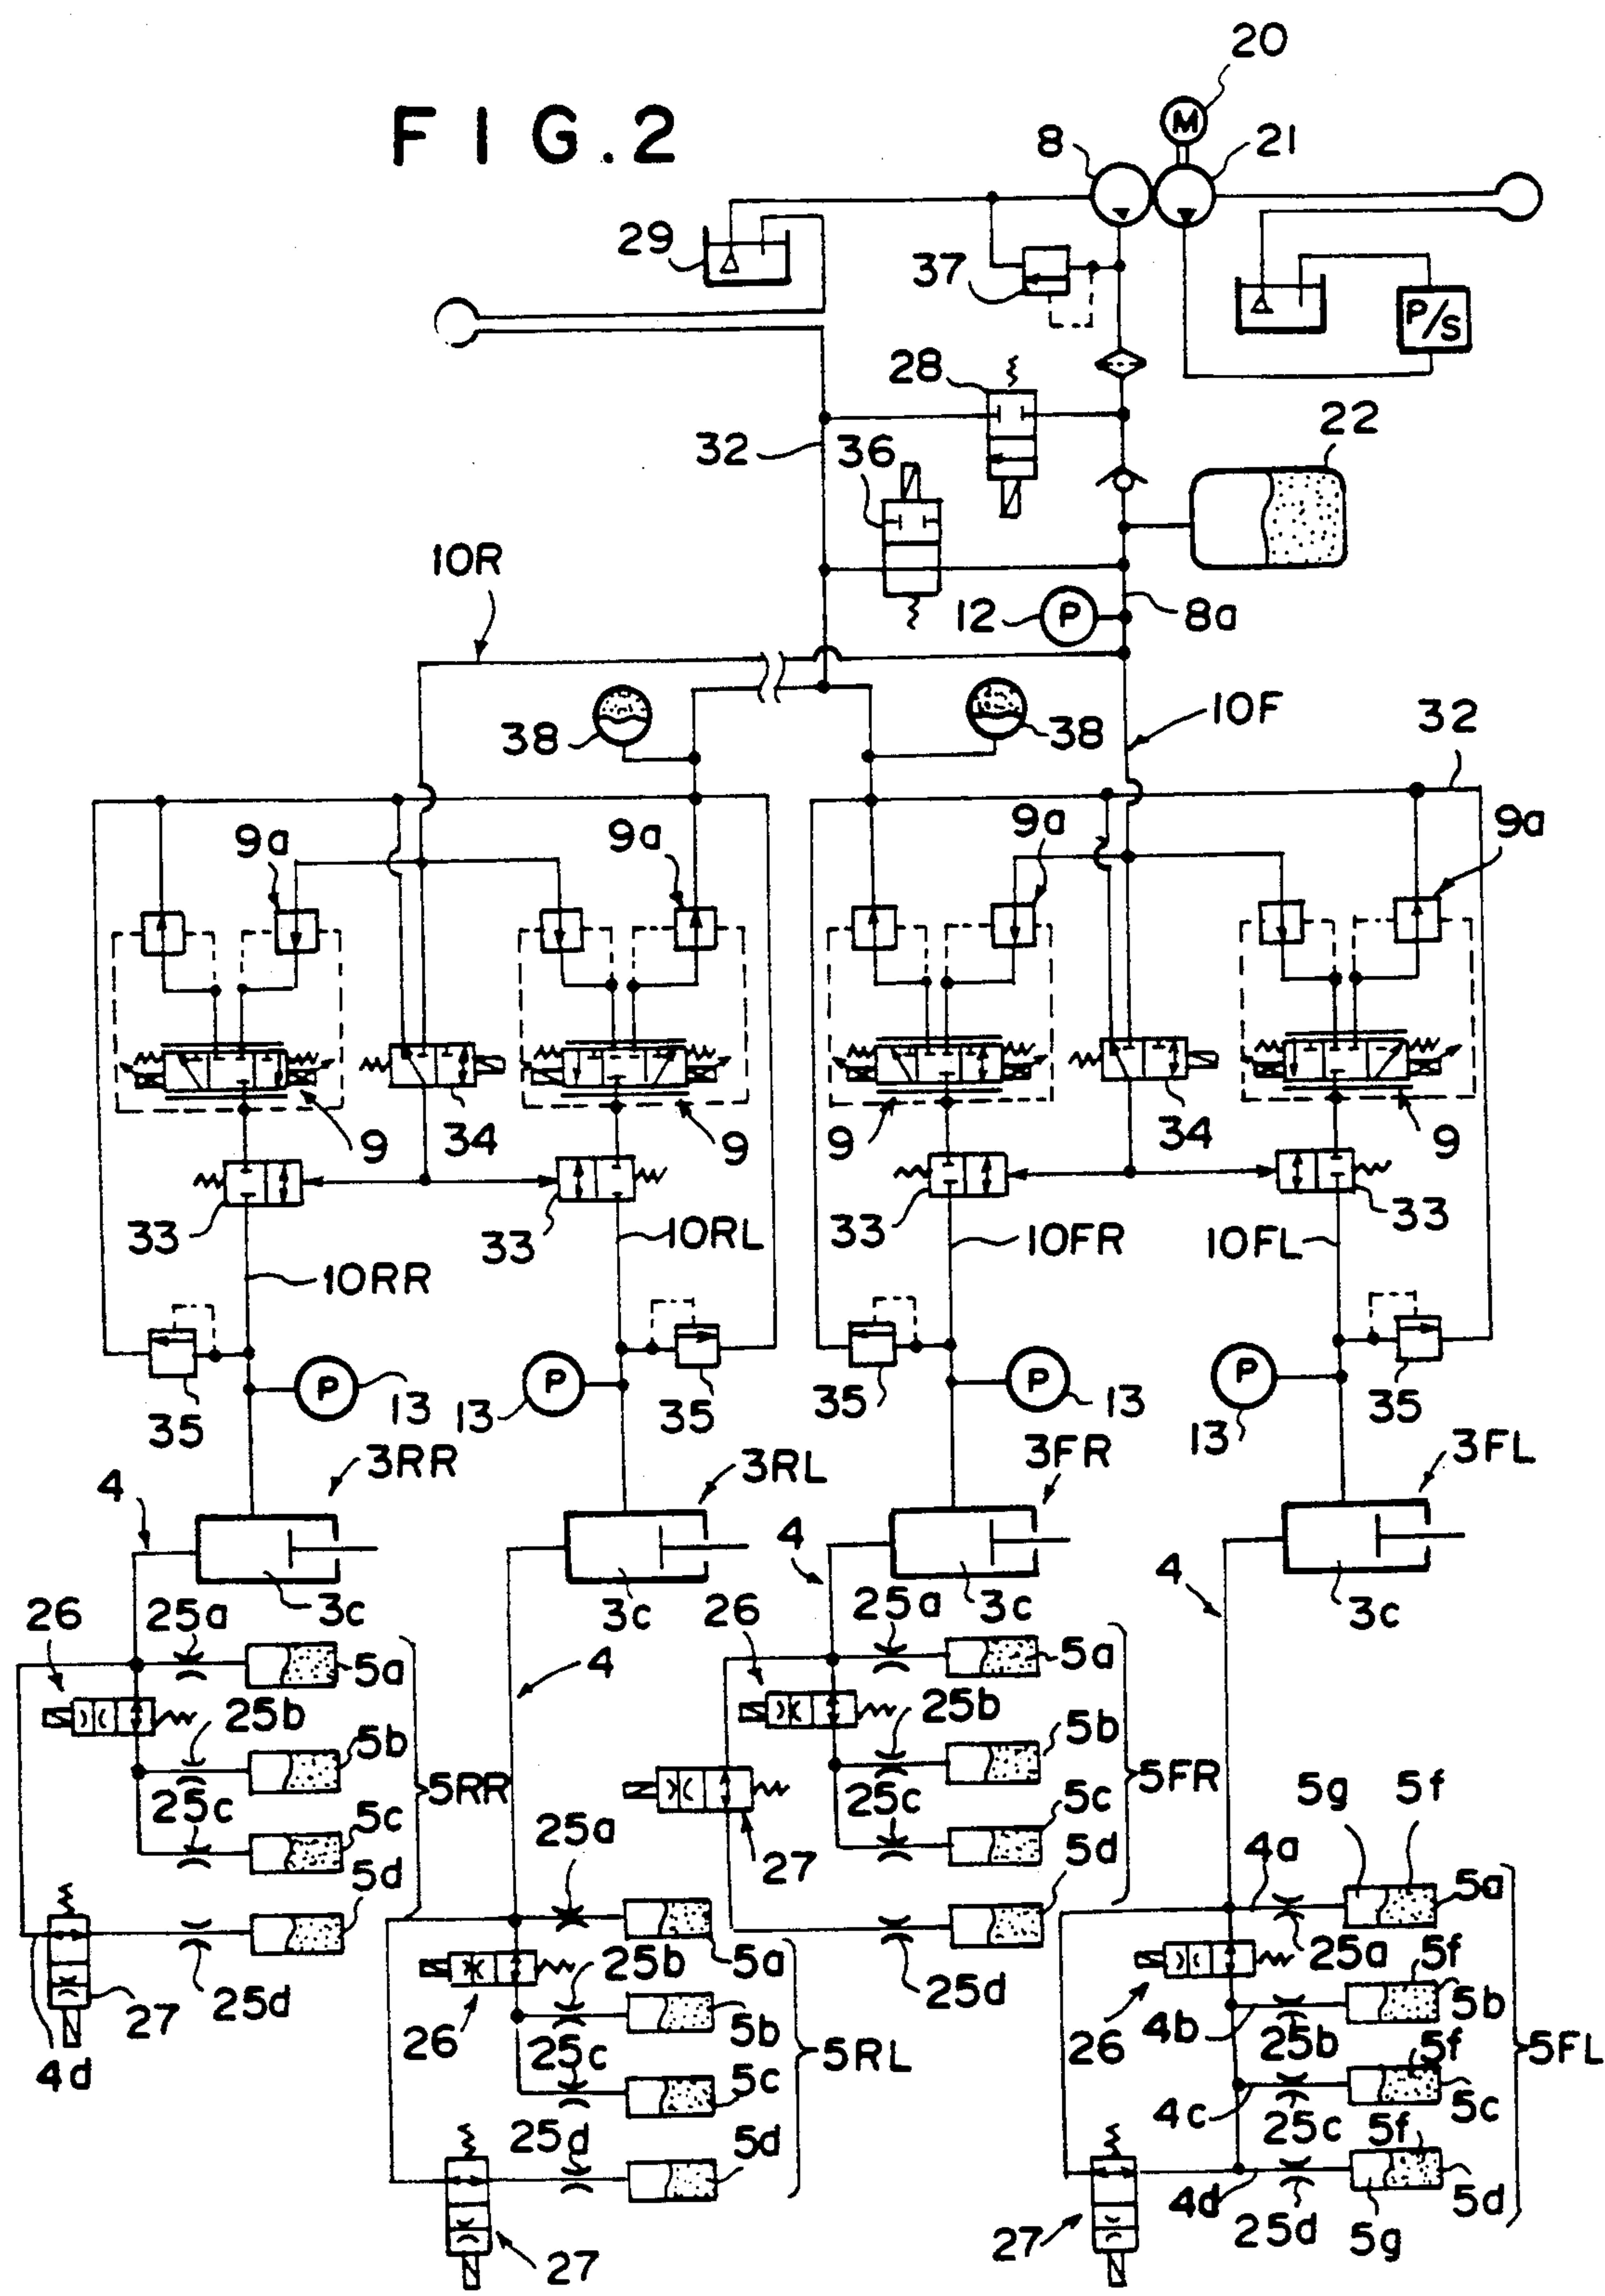 FIG.2
20
M
8
21
29
37
P/S
28
22
32
36
10R
12
P
8a
10F
38
38
32
9a
9a
9a
9a
9
34
9
9
34
9
33
33
33
33
10RR
10RL
10FR
10FL
35
P
13
P
13
35
35
P
13
P
13
35
3RR
3RL
3FR
3FL
4
3c
3c
4
3c
4
3c
26
25a
5a
4
26
25a
5a
25b
5b
25b
5b
25c
5c
5RR
25c
5c
5FR
5d
25a
27
5d
5g
5f
4a
5a
25a
25d
27
4d
5a
25b
26
5b
25c
5c
5RL
25d
5d
27
25d
5f
26
4b
25b
5b
5f
4c
25c
5c
5FL
5f
4d
25d
5d
5g
27